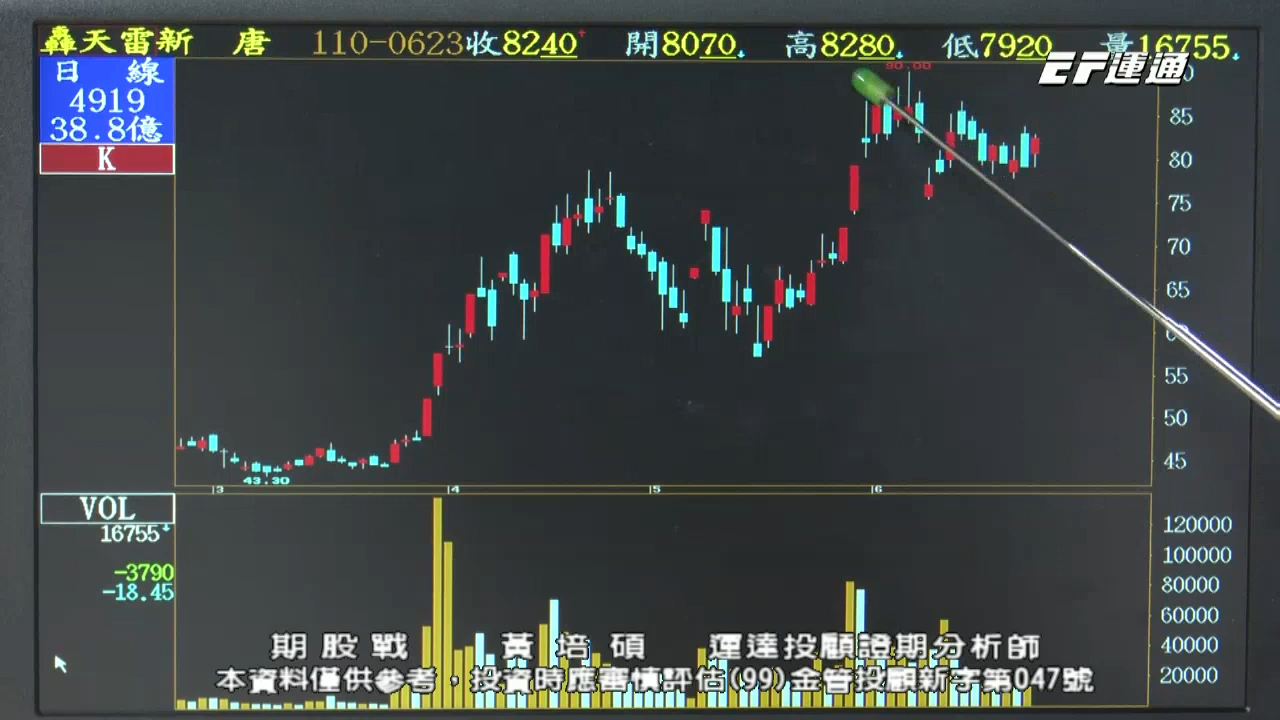 轟天雷新 唐 110-0623收8240 開8070 高8280 低7920 量16755
EF運通
日 線
4919
38.8億
K
90.00
85
80
75
70
65
55
50
45
43.30
3 4 5 6
VOL
16755
-3790
-18.45
120000
100000
80000
60000
40000
20000
期股戰 黃培碩 運達投顧證期分析師
本資料僅供參考，投資時應審慎評估(99)金管投顧新字第047號